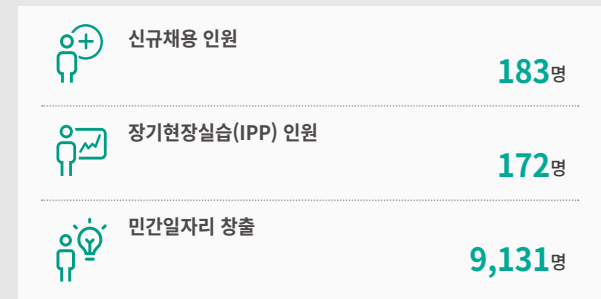 신규채용 인원
183명
장기현장실습(IPP) 인원
172명
민간일자리 창출
9,131명